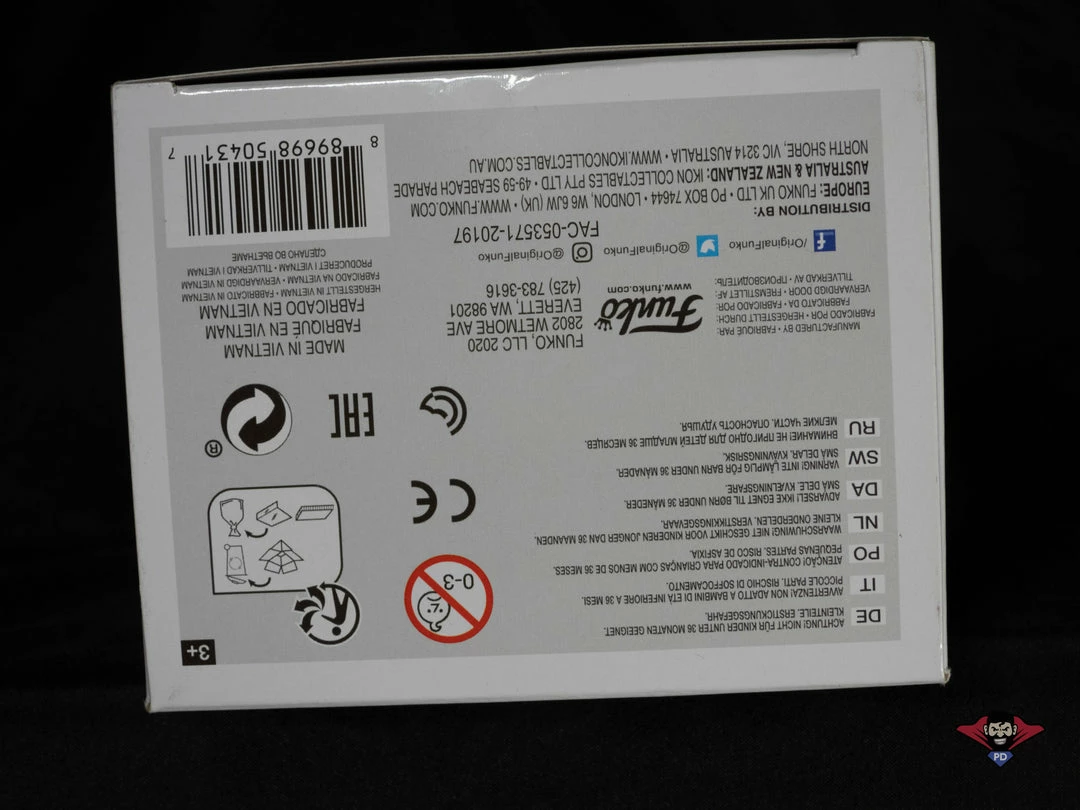 DE
ACHTUNG! NICHT FÜR KINDER UNTER 36 MONATEN GEEIGNET.
KLEINTEILE. ERSTICKUNGSGEFAHR.
IT
AVVERTENZA! NON ADATTO A BAMBINI DI ETÀ INFERIORE A 36 MESI.
PICCOLE PARTI. RISCHIO DI SOFFOCAMENTO.
PO
ATENÇÃO! CONTRA-INDICADO PARA CRIANÇAS COM MENOS DE 36 MESES.
PEQUENAS PARTES. RISCO DE ASFIXIA.
NL
WAARSCHUWING! NIET GESCHIKT VOOR KINDEREN JONGER DAN 36 MAANDEN.
KLEINE ONDERDELEN. VERSTIKKINGSGEVAAR.
DA
ADVARSEL! IKKE EGNET TIL BØRN UNDER 36 MÅNEDER.
SMÅ DELE. KVÆLNINGSFARE.
SW
VARNING! INTE LÄMPLIG FÖR BARN UNDER 36 MÅNADER.
SMÅ DELAR. KVÄVNINGSRISK.
RU
ВНИМАНИЕ! НЕ ПРИГОДНО ДЛЯ ДЕТЕЙ МЛАДШЕ 36 МЕСЯЦЕВ.
МЕЛКИЕ ЧАСТИ. ОПАСНОСТЬ УДУШЬЯ.
3+
0-3
CE
EAC
®
MANUFACTURED BY • FABRIQUÉ PAR:
FABRICADO POR • HERGESTELLT DURCH:
FABBRICATO DA • FABRICADO POR:
VERVAARDIGD DOOR • FREMSTILLET AF:
TILLVERKAD AV • ПРОИЗВОДИТЕЛЬ:
Funko
www.funko.com
FUNKO, LLC 2020
2802 WETMORE AVE
EVERETT, WA 98201
(425) 783-3616
MADE IN VIETNAM
FABRIQUÉ EN VIETNAM
FABRICADO EN VIETNAM
HERGESTELLT IN VIETNAM • FABBRICATO IN VIETNAM
FABRICADO NA VIETNAM • VERVAARDIGD IN VIETNAM
PRODUCERET I VIETNAM • TILLVERKAD I VIETNAM
СДЕЛАНО ВО ВЬЕТНАМЕ
/OriginalFunko
@OriginalFunko
@OriginalFunko
FAC-053571-20197
DISTRIBUTION BY:
EUROPE: FUNKO UK LTD • PO BOX 74644 • LONDON, W6 6JW (UK) • WWW.FUNKO.COM
AUSTRALIA & NEW ZEALAND: IKON COLLECTABLES PTY LTD • 49-59 SEABEACH PARADE
NORTH SHORE, VIC 3214 AUSTRALIA • WWW.IKONCOLLECTABLES.COM.AU
8 89698 50431 7
PD